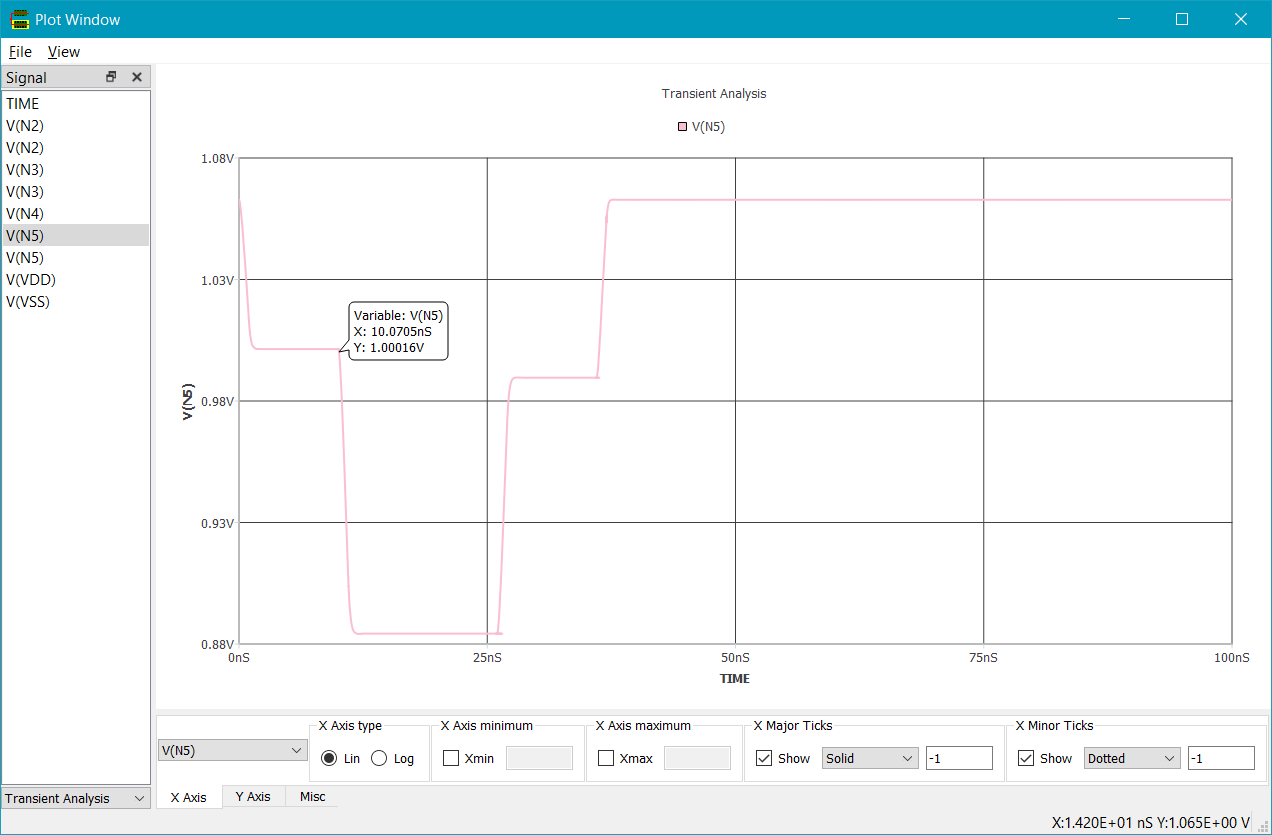 Plot Window
File View
Signal
TIME
V(N2)
V(N2)
V(N3)
V(N3)
V(N4)
V(N5)
V(N5)
V(VDD)
V(VSS)
Transient Analysis
Transient Analysis
V(N5)
1.08V
1.03V
0.98V
0.93V
0.88V
V(N5)
Variable: V(N5)
X: 10.0705nS
Y: 1.00016V
0nS 25nS 50nS 75nS 100nS
TIME
V(N5)
X Axis type
Lin Log
X Axis minimum
Xmin
X Axis maximum
Xmax
X Major Ticks
Show Solid -1
X Minor Ticks
Show Dotted -1
X Axis Y Axis Misc
X:1.420E+01 nS Y:1.065E+00 V